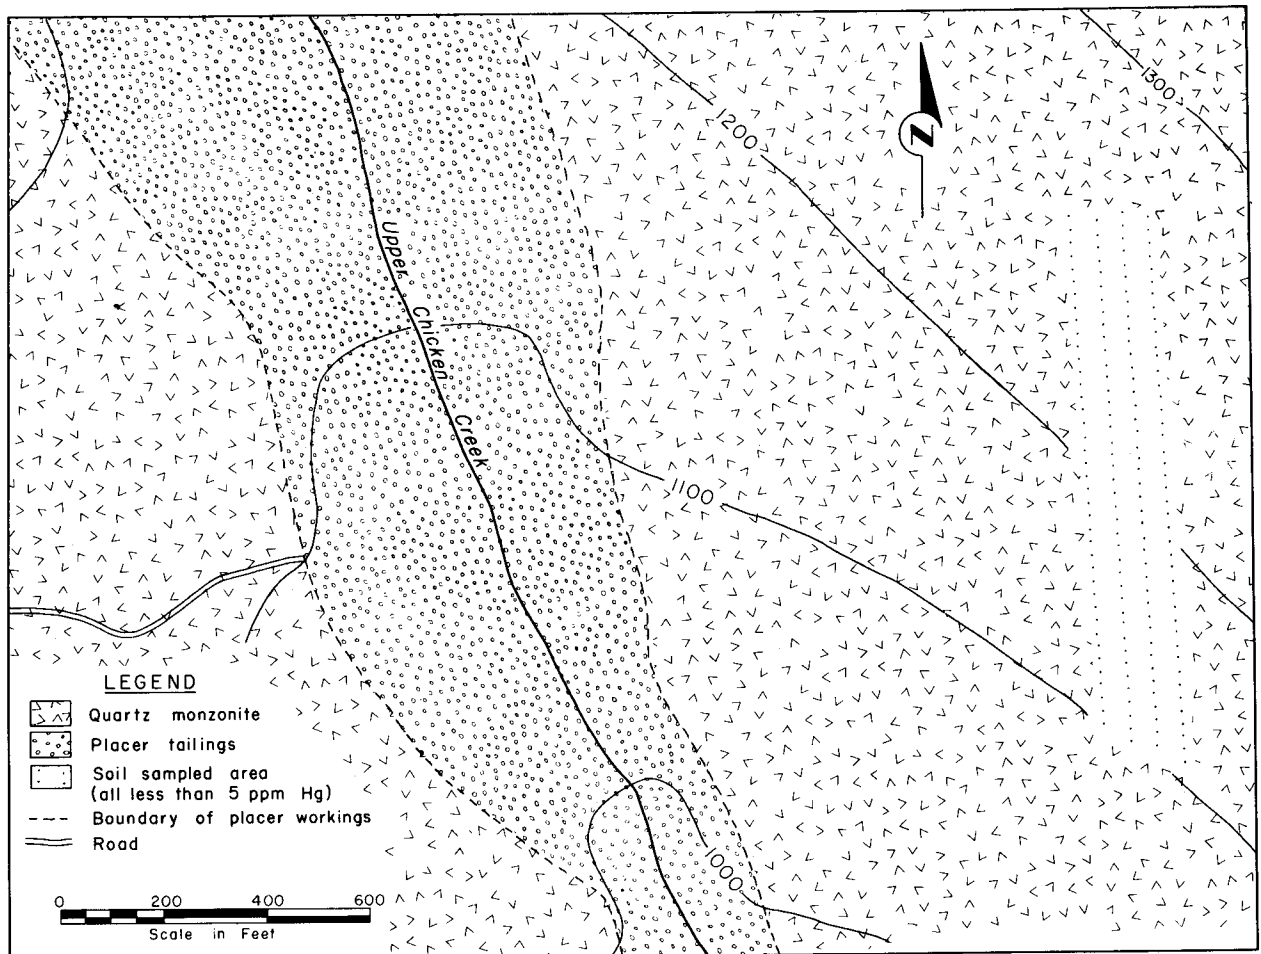 1200
1300
N
Upper Chicken Creek
1100
1000
LEGEND
Quartz monzonite
Placer tailings
Soil sampled area
(all less than 5 ppm Hg)
Boundary of placer workings
Road
0 200 400 600
Scale in Feet